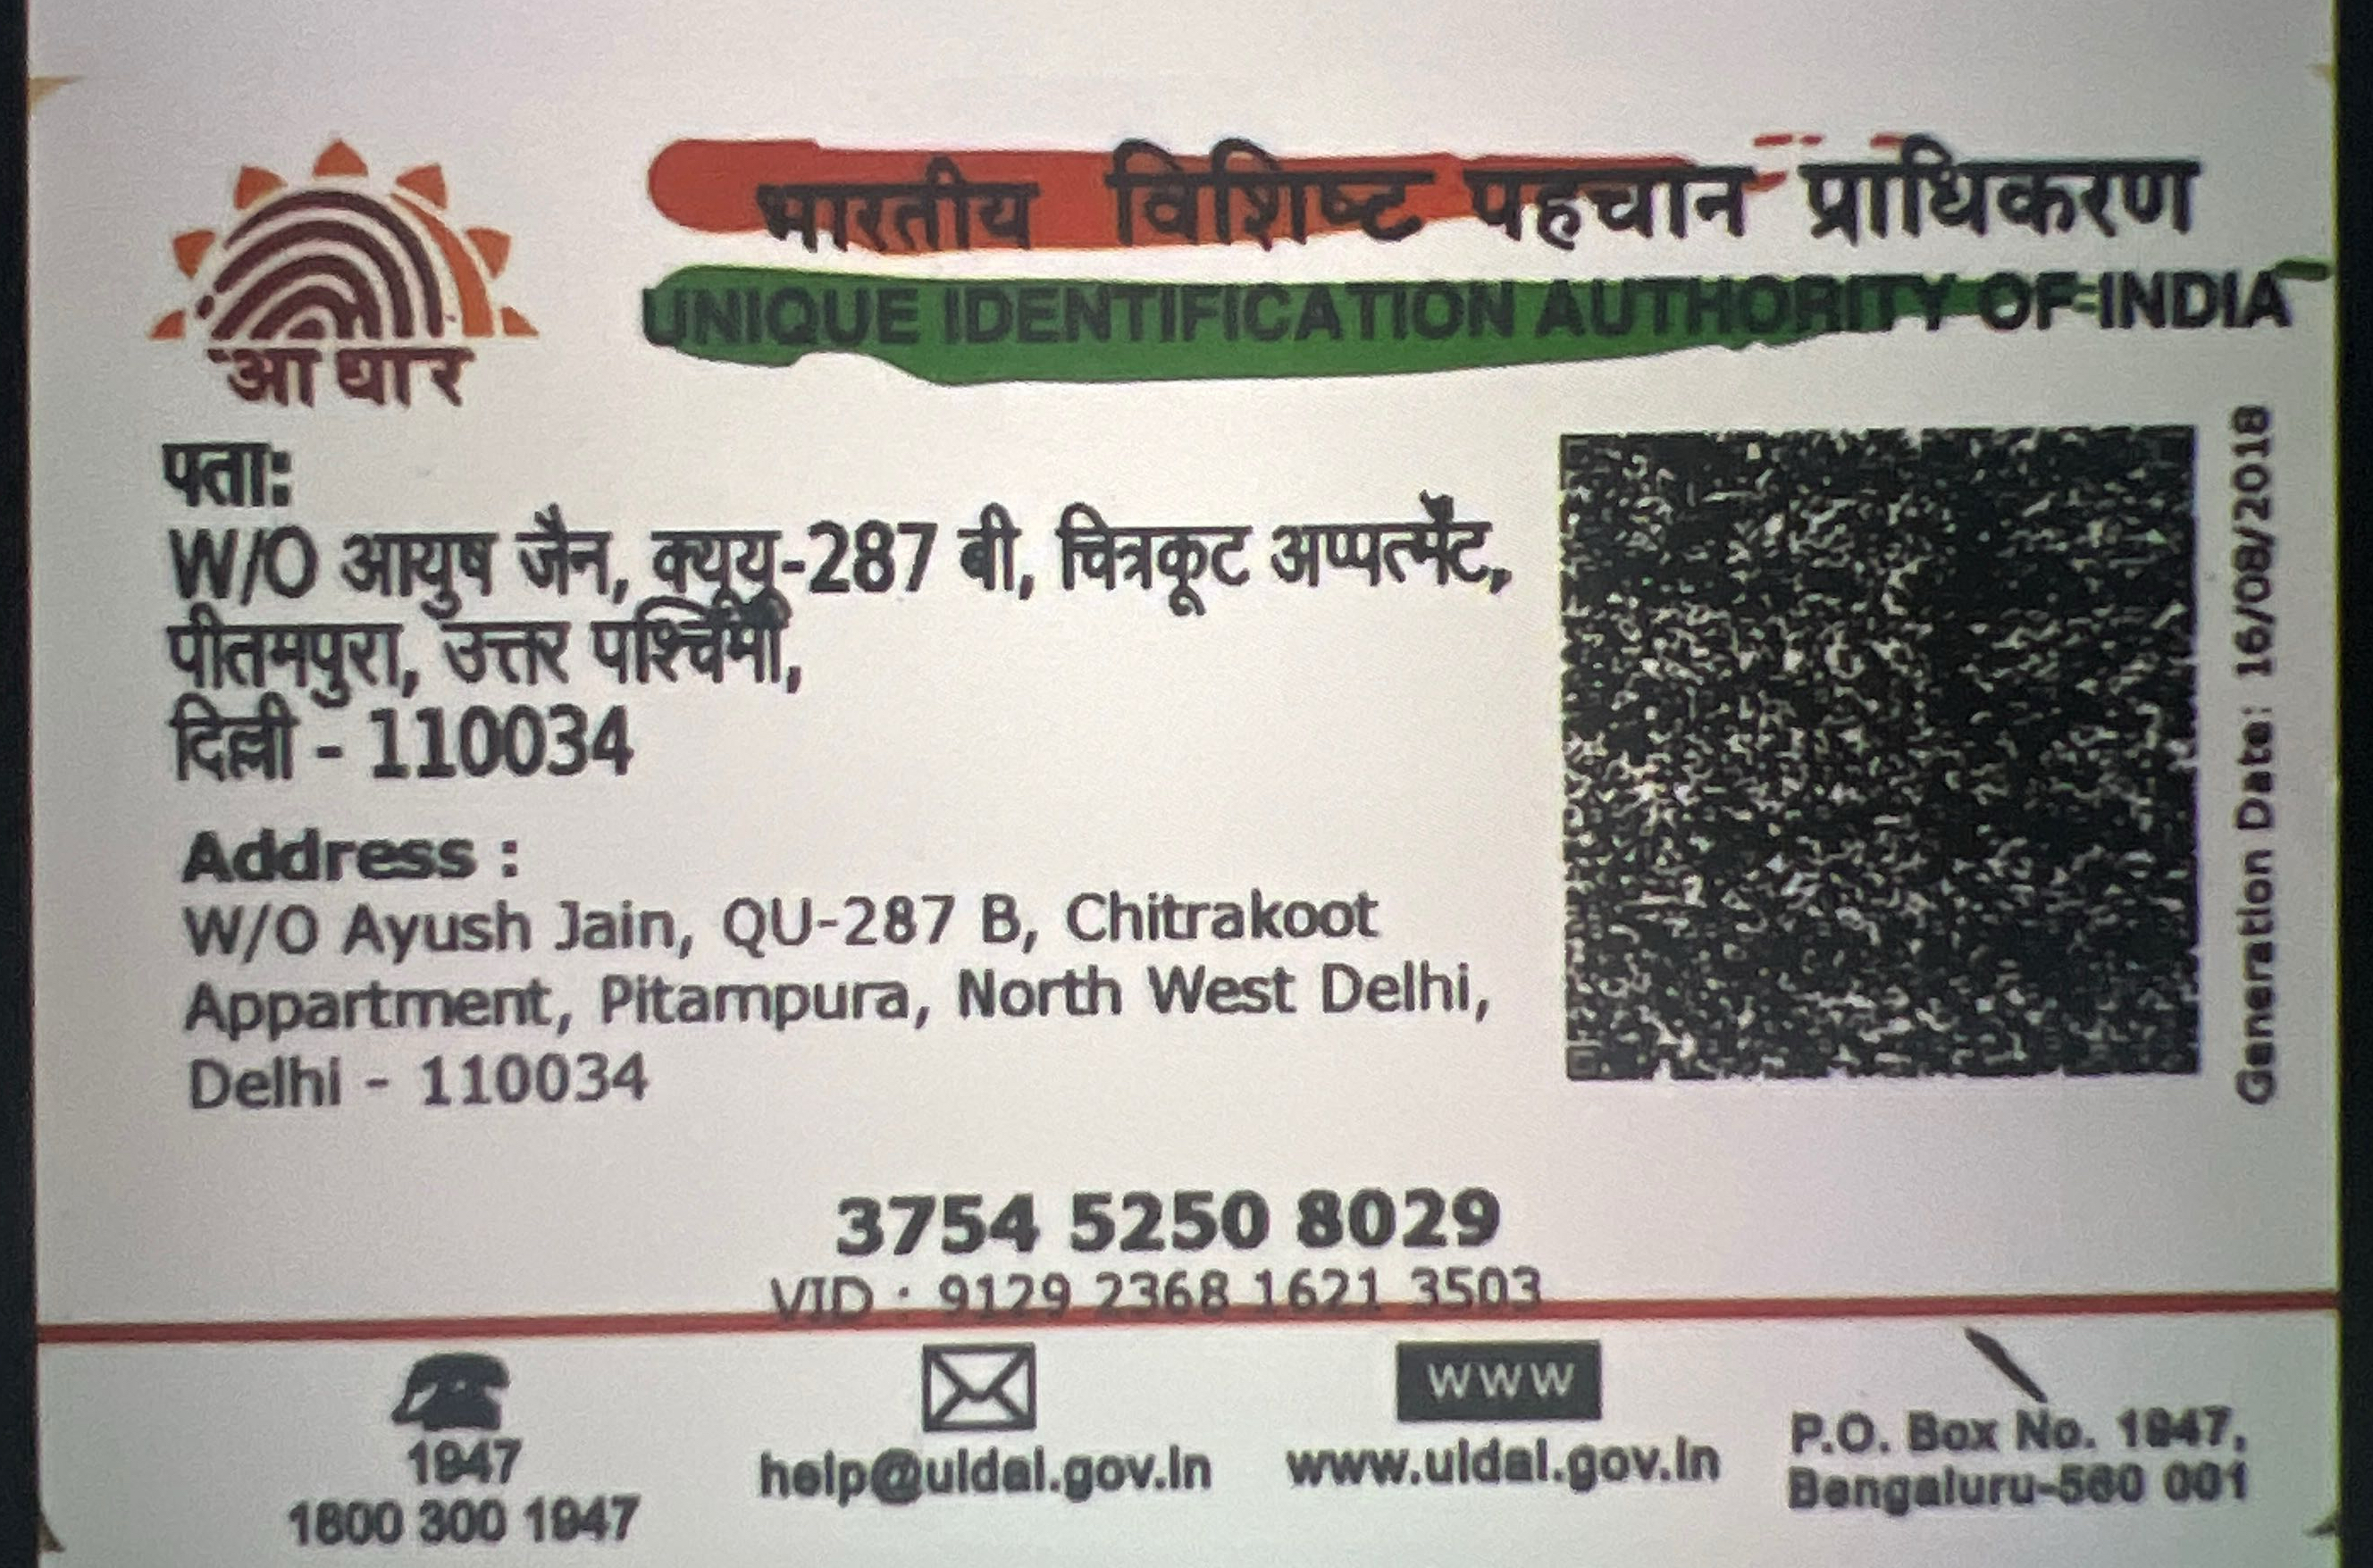 आधार
भारतीय विशिष्ट पहचान प्राधिकरण
UNIQUE IDENTIFICATION AUTHORITY OF INDIA
पता:
W/O आयुष जैन, क्यूयू-287 बी, चित्रकूट अप्पर्त्मेंट,
पीतमपुरा, उत्तर पश्चिमी,
दिल्ली - 110034
Address :
W/O Ayush Jain, QU-287 B, Chitrakoot
Appartment, Pitampura, North West Delhi,
Delhi - 110034
Generation Date: 16/08/2018
3754 5250 8029
VID : 9129 2368 1621 3503
1947
1800 300 1947
help@uidai.gov.in
WWW
www.uidai.gov.in
P.O. Box No. 1947,
Bengaluru-560 001